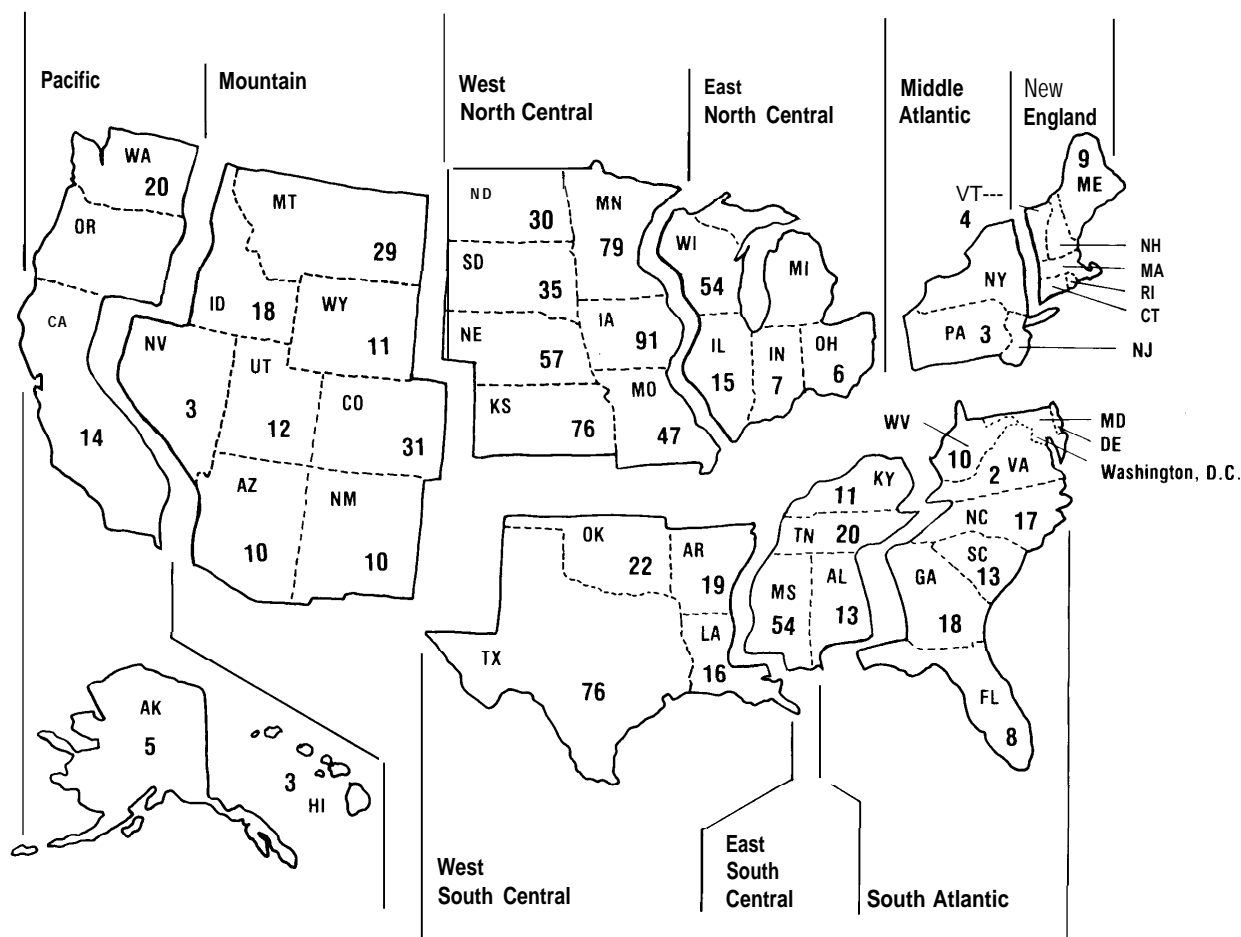 Pacific
Mountain
West
North Central
East
North Central
Middle
Atlantic
New
England
WA
20
OR
CA
14
MT
29
ID
18
WY
11
NV
3
UT
12
CO
31
AZ
10
NM
10
ND
30
SD
35
NE
57
KS
76
MN
79
IA
91
MO
47
WI
54
MI
IL
15
IN
7
OH
6
9
ME
VT---
4
NH
MA
RI
CT
NY
PA 3
NJ
WV
10
MD
DE
Washington, D.C.
2 VA
NC 17
SC
13
GA
18
FL
8
KY
11
TN 20
MS
54
AL
13
OK
22
AR
19
LA
16
TX
76
AK
5
3
HI
West
South Central
East
South
Central
South Atlantic